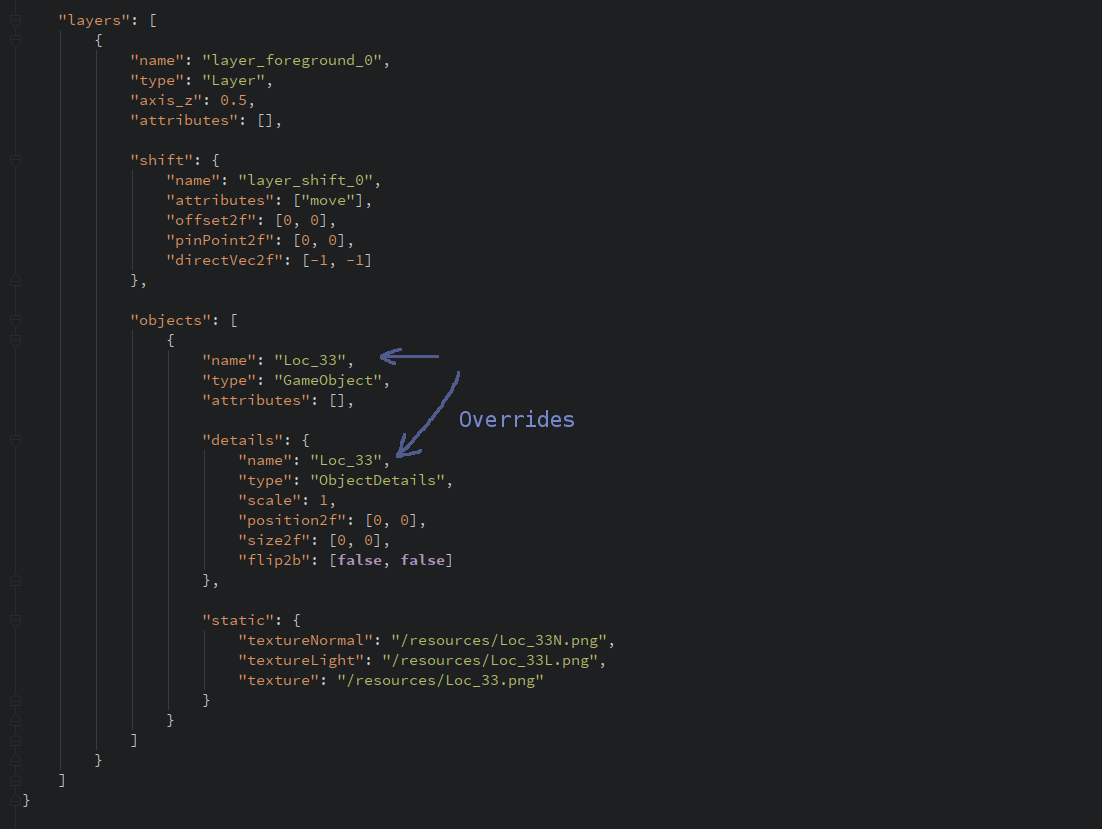 "layers": [
{
"name": "layer_foreground_0",
"type": "Layer",
"axis_z": 0.5,
"attributes": [],
"shift": {
"name": "layer_shift_0",
"attributes": ["move"],
"offset2f": [0, 0],
"pinPoint2f": [0, 0],
"directVec2f": [-1, -1]
},
"objects": [
{
"name": "Loc_33",
"type": "GameObject",
"attributes": [],
Overrides
"details": {
"name": "Loc_33",
"type": "ObjectDetails",
"scale": 1,
"position2f": [0, 0],
"size2f": [0, 0],
"flip2b": [false, false]
},
"static": {
"textureNormal": "/resources/Loc_33N.png",
"textureLight": "/resources/Loc_33L.png",
"texture": "/resources/Loc_33.png"
}
}
]
}
]
}